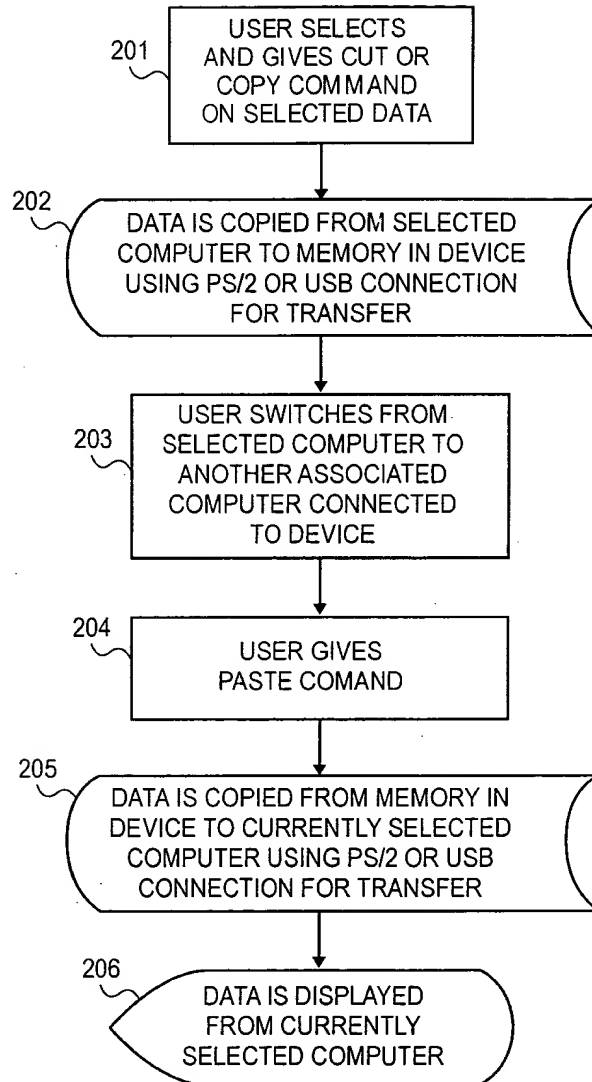 201
USER SELECTS
AND GIVES CUT OR
COPY COMMAND
ON SELECTED DATA
202
DATA IS COPIED FROM SELECTED
COMPUTER TO MEMORY IN DEVICE
USING PS/2 OR USB CONNECTION
FOR TRANSFER
203
USER SWITCHES FROM
SELECTED COMPUTER TO
ANOTHER ASSOCIATED
COMPUTER CONNECTED
TO DEVICE
204
USER GIVES
PASTE COMAND
205
DATA IS COPIED FROM MEMORY IN
DEVICE TO CURRENTLY SELECTED
COMPUTER USING PS/2 OR USB
CONNECTION FOR TRANSFER
206
DATA IS DISPLAYED
FROM CURRENTLY
SELECTED COMPUTER